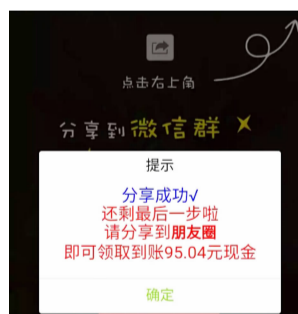 点击右上角
分享到微信群
提示
分享成功√
还剩最后一步啦
请分享到朋友圈
即可领取到账95.04元现金
确定